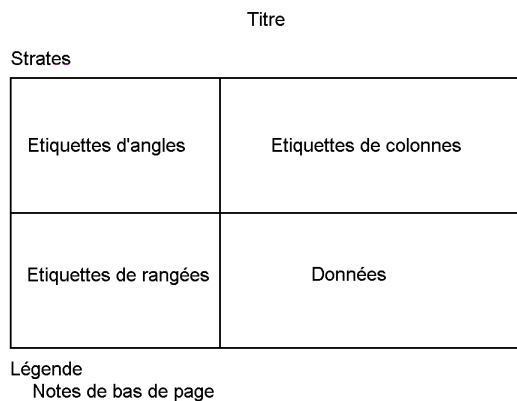 Titre
Strates
Etiquettes d'angles
Etiquettes de colonnes
Etiquettes de rangées
Données
Légende
Notes de bas de page